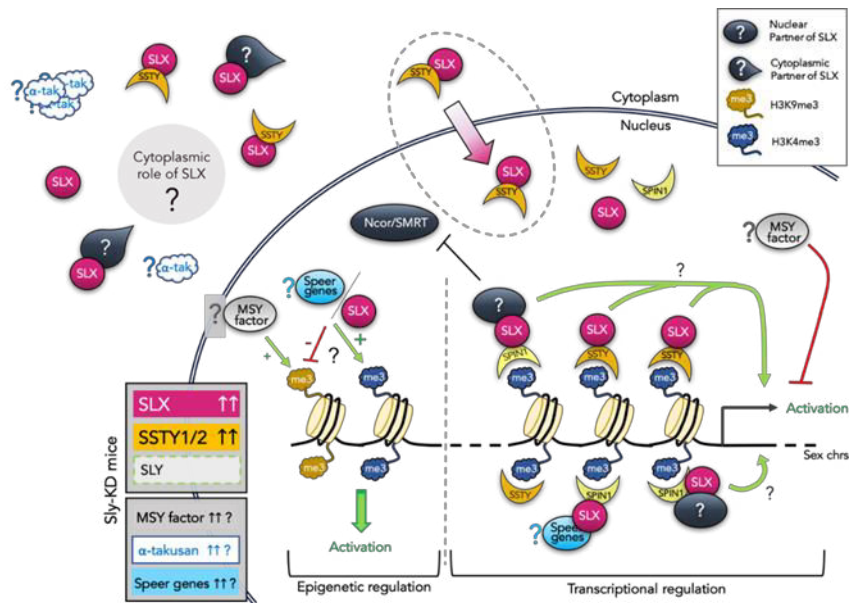 ?
Nuclear
Partner of SLX
?
Cytoplasmic
Partner of SLX
me3
H3K9me3
me3
H3K4me3
SLX
SSTY
?
SLX
SLX
SSTY
Cytoplasm
Nucleus
? α-tak tak
α-tak
SSTY
SLX
Cytoplasmic
role of SLX
?
SLX
SLX
SSTY
SSTY
SPIN1
SLX
Ncor/SMRT
? MSY
factor
?
SLX
? α-tak
? Speer
genes
SLX
? MSY
factor
+
-
?
+
?
?
SLX
SLX
SLX
SPIN1
SSTY
SSTY
me3
me3
me3
me3
me3
Activation
Sex chrs
me3
me3
me3
me3
me3
SSTY
SPIN1
SLX
SPIN1
SLX
?
?
? Speer
genes
Activation
Sly-KD mice
SLX ↑↑
SSTY1/2 ↑↑
SLY
MSY factor ↑↑ ?
α-takusan ↑↑ ?
Speer genes ↑↑ ?
Epigenetic regulation
Transcriptional regulation